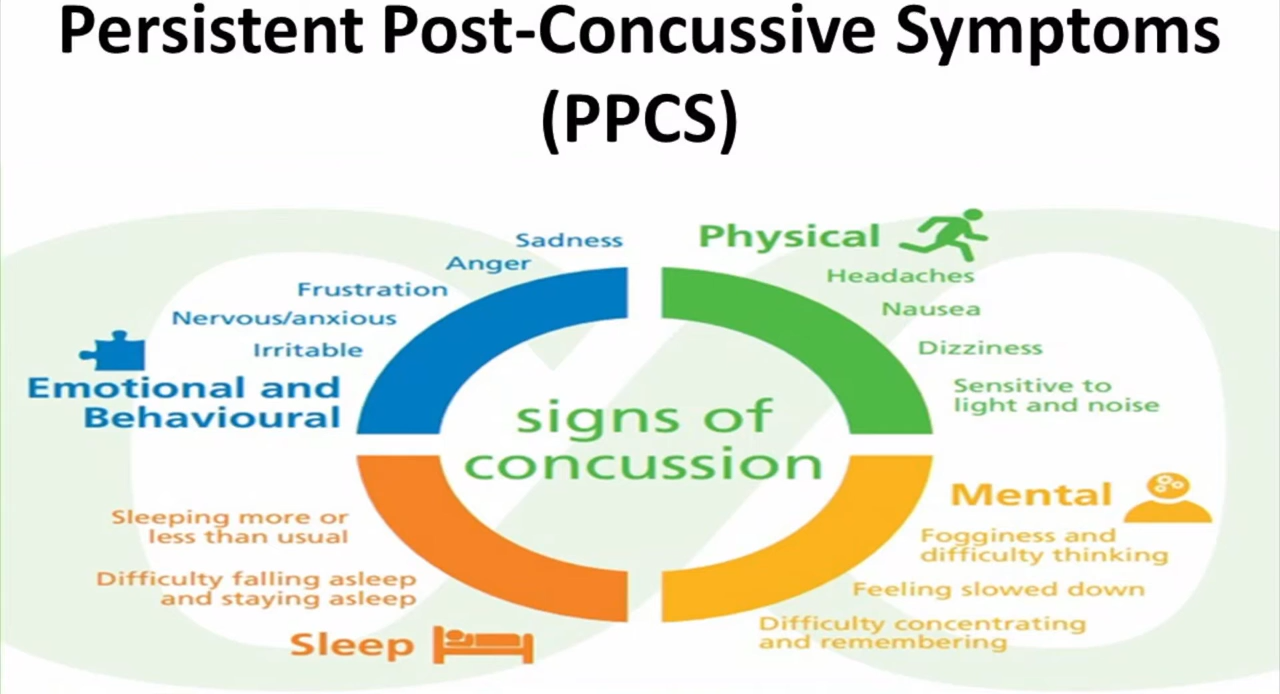 Persistent Post-Concussive Symptoms
(PPCS)
Sadness
Anger
Frustration
Nervous/anxious
Irritable
Emotional and
Behavioural
Physical
Headaches
Nausea
Dizziness
Sensitive to
light and noise
signs of
concussion
Sleeping more or
less than usual
Difficulty falling asleep
and staying asleep
Sleep
Mental
Fogginess and
difficulty thinking
Feeling slowed down
Difficulty concentrating
and remembering